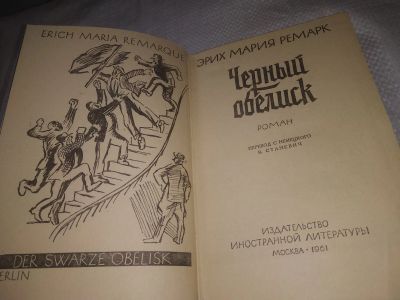 ERICH MARIA REMARQUE
DER SWARZE OBELISK
ERLIN
ЭРИХ МАРИЯ РЕМАРК
Черный
обелиск
РОМАН
ПЕРЕВОД С НЕМЕЦКОГО
В. СТАНЕВИЧ
ИЗДАТЕЛЬСТВО
ИНОСТРАННОЙ ЛИТЕРАТУРЫ
МОСКВА · 1961